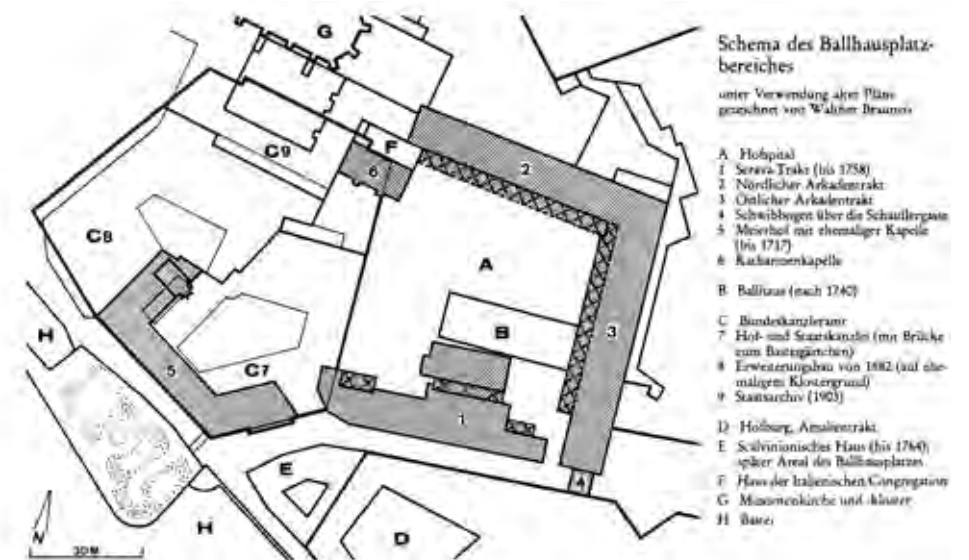 G
C9
F
2
6
C8
A
B
3
H
5
C7
1
4
E
H
D
N
20 M
Schema des Ballhausplatz-
bereiches
unter Verwendung alter Pläne
gezeichnet von Walther Brauneis
A Hofspital
1 Serera-Trakt (bis 1758)
2 Nördlicher Arkadentrakt
3 Östlicher Arkadentrakt
4 Schwibbogen über die Schauflergasse
5 Meierhof mit ehemaliger Kapelle
(bis 1717)
6 Katharinenkapelle
B Ballhaus (nach 1740)
C Bundeskanzleramt
7 Hof- und Staatskanzlei (mit Brücke
zum Basteigärtchen)
8 Erweiterungsbau von 1882 (auf ehe-
maligem Klostergrund)
9 Staatsarchiv (1903)
D Hofburg, Amalientrakt
E Scalvinionisches Haus (bis 1764);
später Areal des Ballhausplatzes
F Haus der Italienischen Congregation
G Minoritenkirche und -kloster
H Bastei